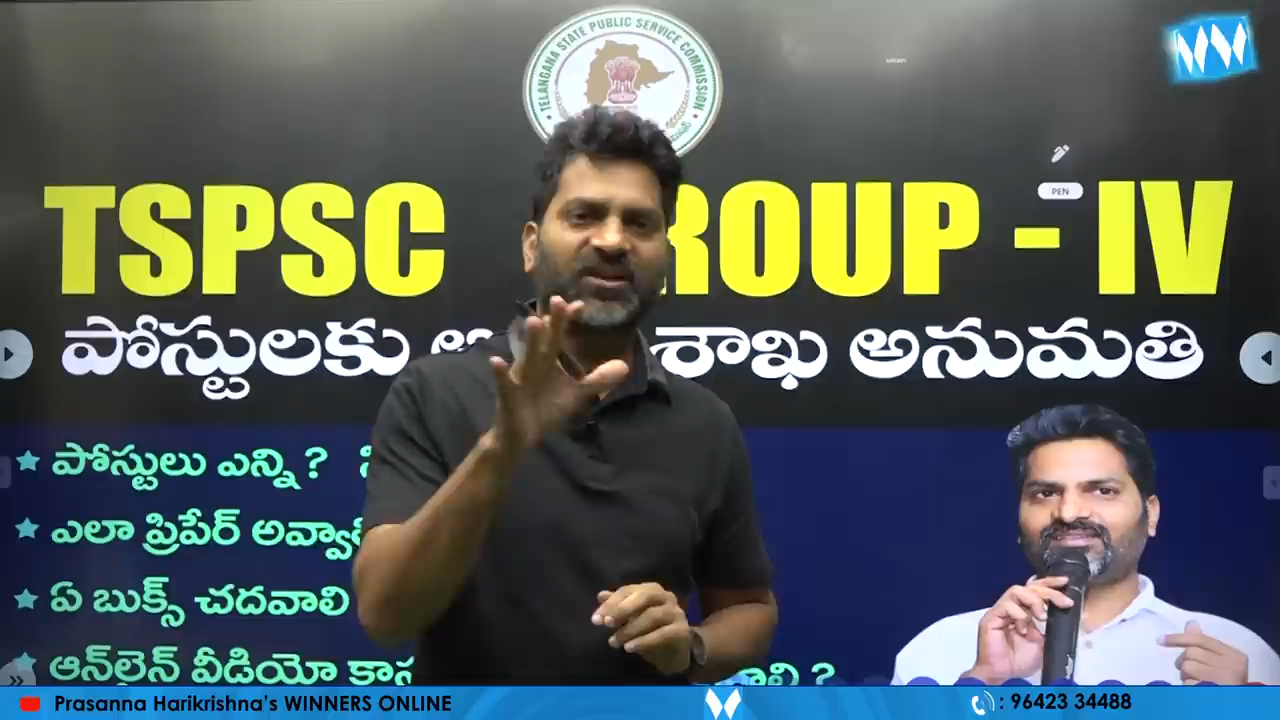 TELANGANA STATE PUBLIC SERVICE COMMISSION
PEN
TSPSC ROUP - IV
పోస్టులకు శాఖ అనుమతి
పోస్టులు ఎన్ని?
ఎలా ప్రిపేర్
ఏ బుక్స్ చదవాలి
ఆన్‌లైన్ వీడియో ?
Prasanna Harikrishna's WINNERS ONLINE
: 96423 34488